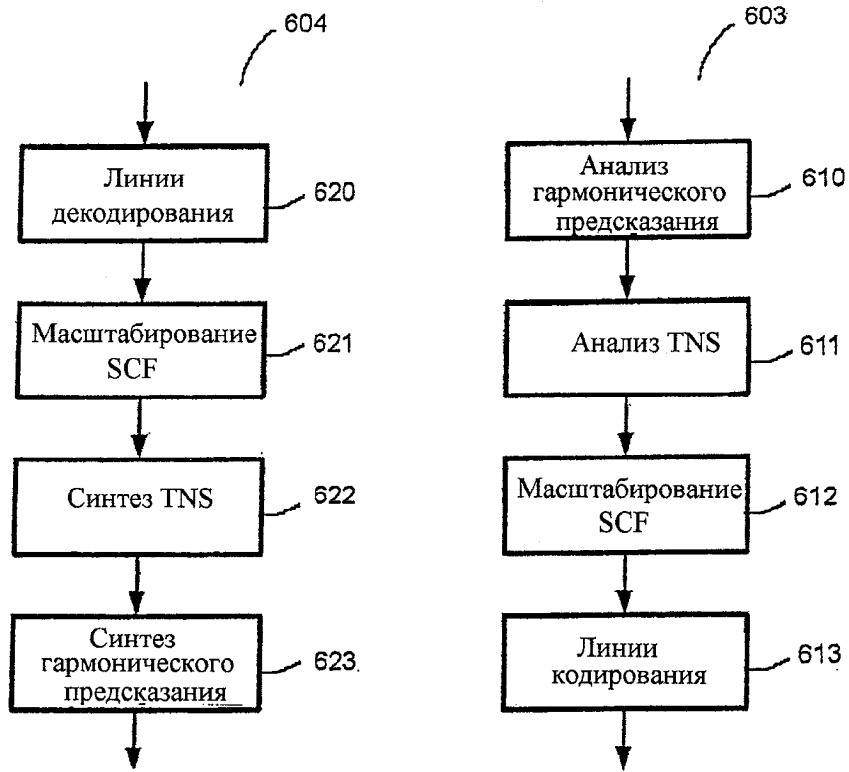 604
Линии
декодирования
620
Масштабирование
SCF
621
Синтез TNS
622
Синтез
гармонического
предсказания
623
603
Анализ
гармонического
предсказания
610
Анализ TNS
611
Масштабирование
SCF
612
Линии
кодирования
613